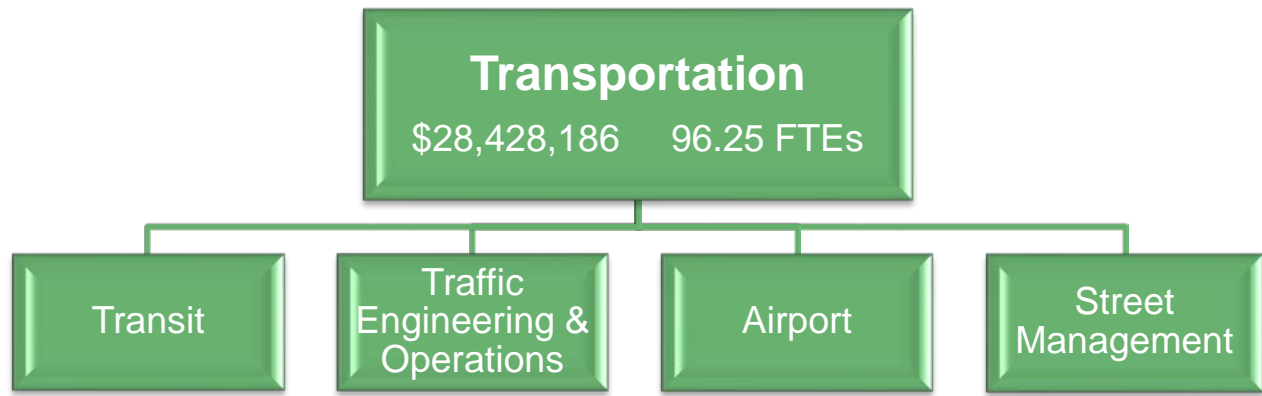 Transportation
$28,428,186 96.25 FTEs
Transit
Traffic
Engineering &
Operations
Airport
Street
Management